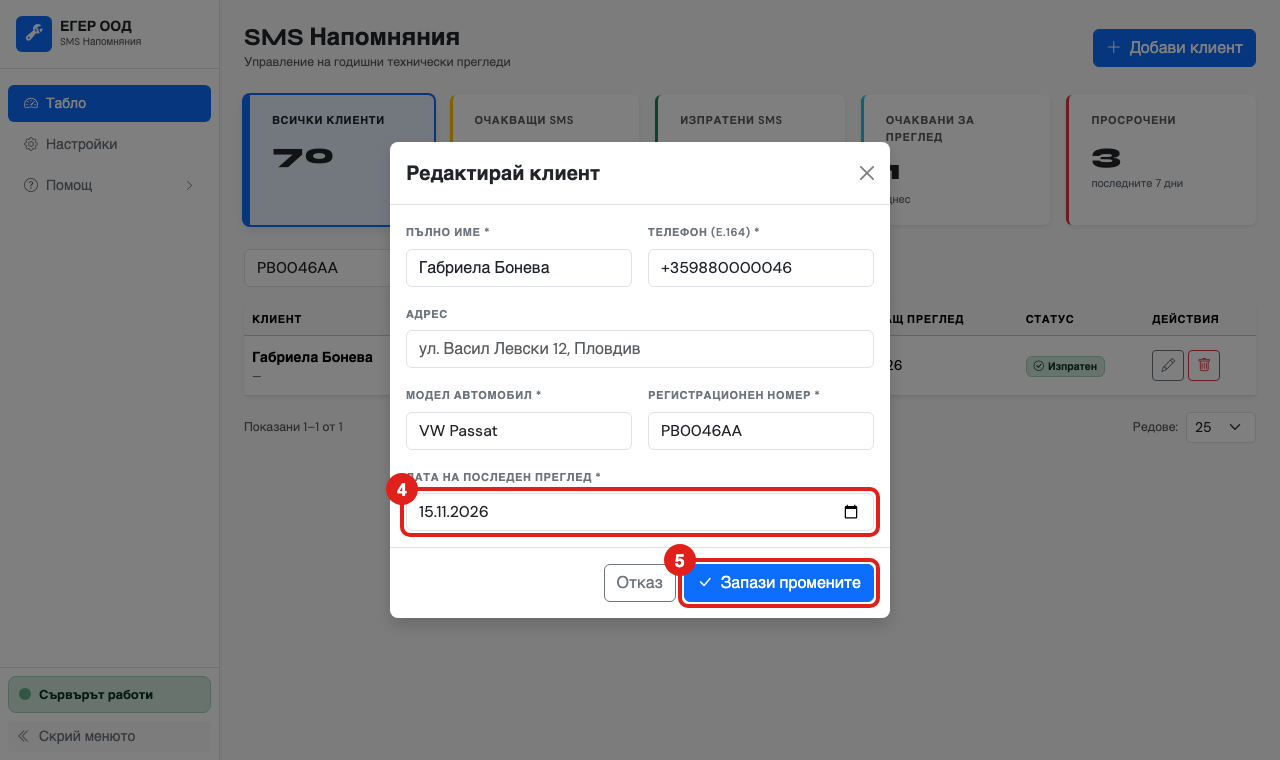 ЕГЕР ООД
SMS Напомняния
Табло
Настройки
Помощ
Сървърът работи
Скрий менюто
SMS Напомняния
Управление на годишни технически прегледи
Добави клиент
ВСИЧКИ КЛИЕНТИ
79
ОЧАКВАЩИ SMS
ИЗПРАТЕНИ SMS
ОЧАКВАНИ ЗА
ПРЕГЛЕД
ПРОСРОЧЕНИ
3
последните 7 дни
PB0046AA
КЛИЕНТ
ПРЕГЛЕД
СТАТУС
ДЕЙСТВИЯ
Габриела Бонева
—
Изпратен
Показани 1–1 от 1
Редове:
25
Редактирай клиент
ПЪЛНО ИМЕ *
ТЕЛЕФОН (E.164) *
Габриела Бонева
+359880000046
АДРЕС
ул. Васил Левски 12, Пловдив
МОДЕЛ АВТОМОБИЛ *
РЕГИСТРАЦИОНЕН НОМЕР *
VW Passat
PB0046AA
ДАТА НА ПОСЛЕДЕН ПРЕГЛЕД *
4
15.11.2026
5
Отказ
Запази промените